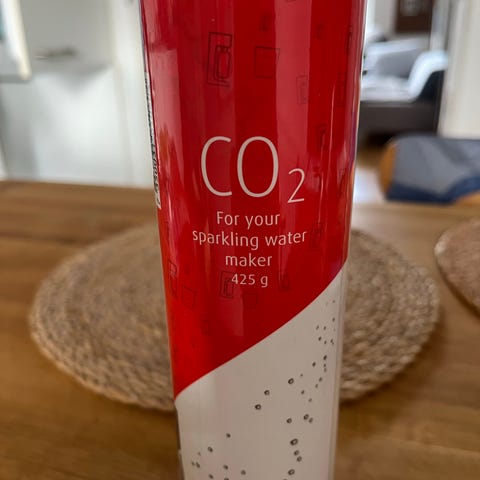 CO2
For your
sparkling water
maker
425 g